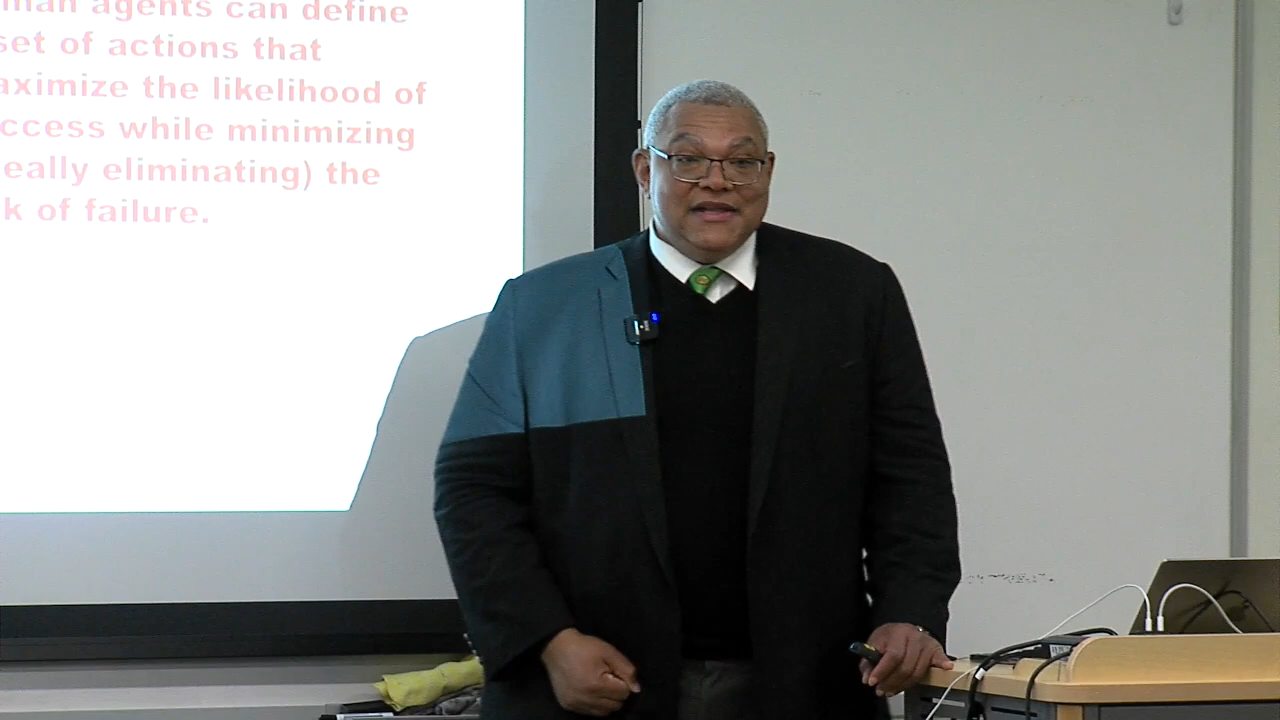 man agents can define
set of actions that
aximize the likelihood of
ccess while minimizing
eally eliminating) the
k of failure.